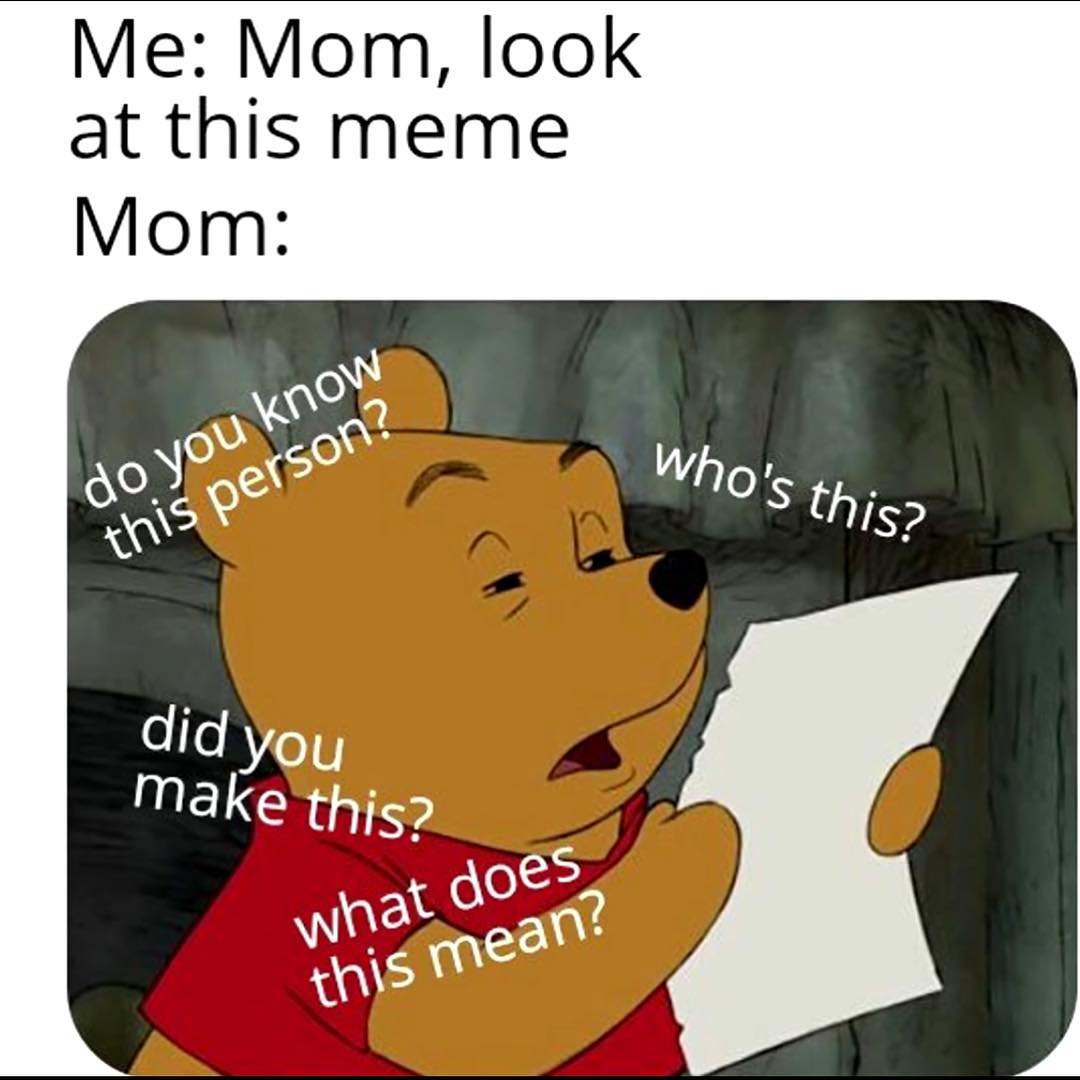 Me: Mom, look
at this meme
Mom:
do you know
this person?
who's this?
did you
make this?
what does
this mean?